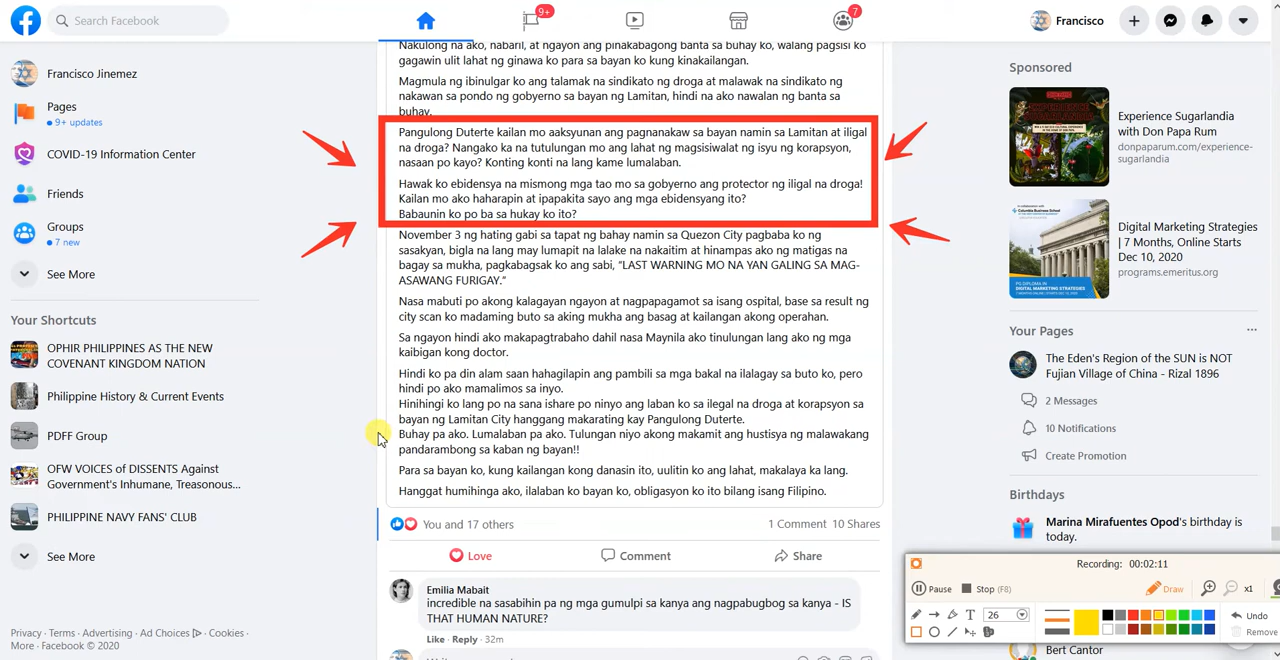 Search Facebook
9+
7
Francisco
Francisco Jinemez
Pages
9+ updates
COVID-19 Information Center
Friends
Groups
7 new
See More
Your Shortcuts
OPHIR PHILIPPINES AS THE NEW
COVENANT KINGDOM NATION
Philippine History & Current Events
PDFF Group
OFW VOICES of DISSENTS Against
Government's Inhumane, Treasonous...
PHILIPPINE NAVY FANS' CLUB
See More
Privacy · Terms · Advertising · Ad Choices · Cookies ·
More · Facebook © 2020
Nakulong na ako, nabaril, at ngayon ang pinakabagong banta sa buhay ko, walang pagsisi ko
gagawin ulit lahat ng ginawa ko para sa bayan ko kung kinakailangan.
Magmula ng ibinulgar ko ang talamak na sindikato ng droga at malawak na sindikato ng
nakawan sa pondo ng gobyerno sa bayan ng Lamitan, hindi na ako nawalan ng banta sa
buhay.
Pangulong Duterte kailan mo aaksyunan ang pagnanakaw sa bayan namin sa Lamitan at iligal
na droga? Nangako ka na tutulungan mo ang lahat ng magsisiwalat ng isyu ng korapsyon,
nasaan po kayo? Konting konti na lang kame lumalaban.
Hawak ko ebidensya na mismong mga tao mo sa gobyerno ang protector ng iligal na droga!
Kailan mo ako haharapin at ipapakita sayo ang mga ebidensyang ito?
Babaunin ko po ba sa hukay ko ito?
November 3 ng hating gabi sa tapat ng bahay namin sa Quezon City pagbaba ko ng
sasakyan, bigla na lang may lumapit na lalake na nakaitim at hinampas ako ng matigas na
bagay sa mukha, pagkabagsak ko ang sabi, "LAST WARNING MO NA YAN GALING SA MAG-
ASAWANG FURIGAY."
Nasa mabuti po akong kalagayan ngayon at nagpapagamot sa isang ospital, base sa result ng
city scan ko madaming buto sa aking mukha ang basag at kailangan akong operahan.
Sa ngayon hindi ako makapagtrabaho dahil nasa Maynila ako tinulungan lang ako ng mga
kaibigan kong doctor.
Hindi ko pa din alam saan hahagilapin ang pambili sa mga bakal na ilalagay sa buto ko, pero
hindi po ako mamalimos sa inyo.
Hinihingi ko lang po na sana ishare po ninyo ang laban ko sa ilegal na droga at korapsyon sa
bayan ng Lamitan City hanggang makarating kay Pangulong Duterte.
Buhay pa ako. Lumalaban pa ako. Tulungan niyo akong makamit ang hustisya ng malawakang
pandarambong sa kaban ng bayan!!
Para sa bayan ko, kung kailangan kong danasin ito, uulitin ko ang lahat, makalaya ka lang.
Hanggat humihinga ako, ilalaban ko bayan ko, obligasyon ko ito bilang isang Filipino.
You and 17 others
1 Comment 10 Shares
Love
Comment
Share
Emilia Mabait
incredible na sasabihin pa ng mga gumulpi sa kanya ang nagpabugbog sa kanya - IS
THAT HUMAN NATURE?
Like · Reply · 32m
Sponsored
Experience Sugarlandia
with Don Papa Rum
donpaparum.com/experience-
sugarlandia
Digital Marketing Strategies
| 7 Months, Online Starts
Dec 10, 2020
programs.emeritus.org
Your Pages
The Eden's Region of the SUN is NOT
Fujian Village of China - Rizal 1896
2 Messages
10 Notifications
Create Promotion
Birthdays
Marina Mirafuentes Opod's birthday is
today.
Recording: 00:02:11
Pause
Stop (F8)
Draw
x1
T
26
Undo
Remove
Bert Cantor